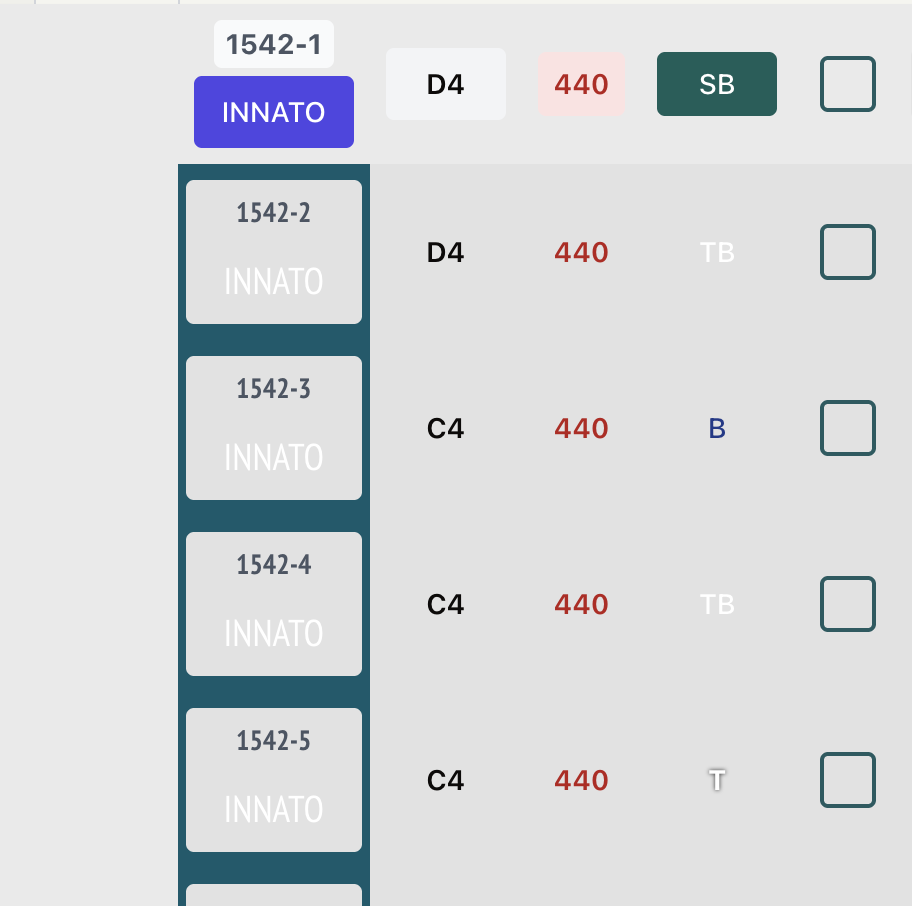 1542-1
INNATO
D4 440 SB
1542-2
INNATO
D4 440 TB
1542-3
INNATO
C4 440 B
1542-4
INNATO
C4 440 TB
1542-5
INNATO
C4 440 T